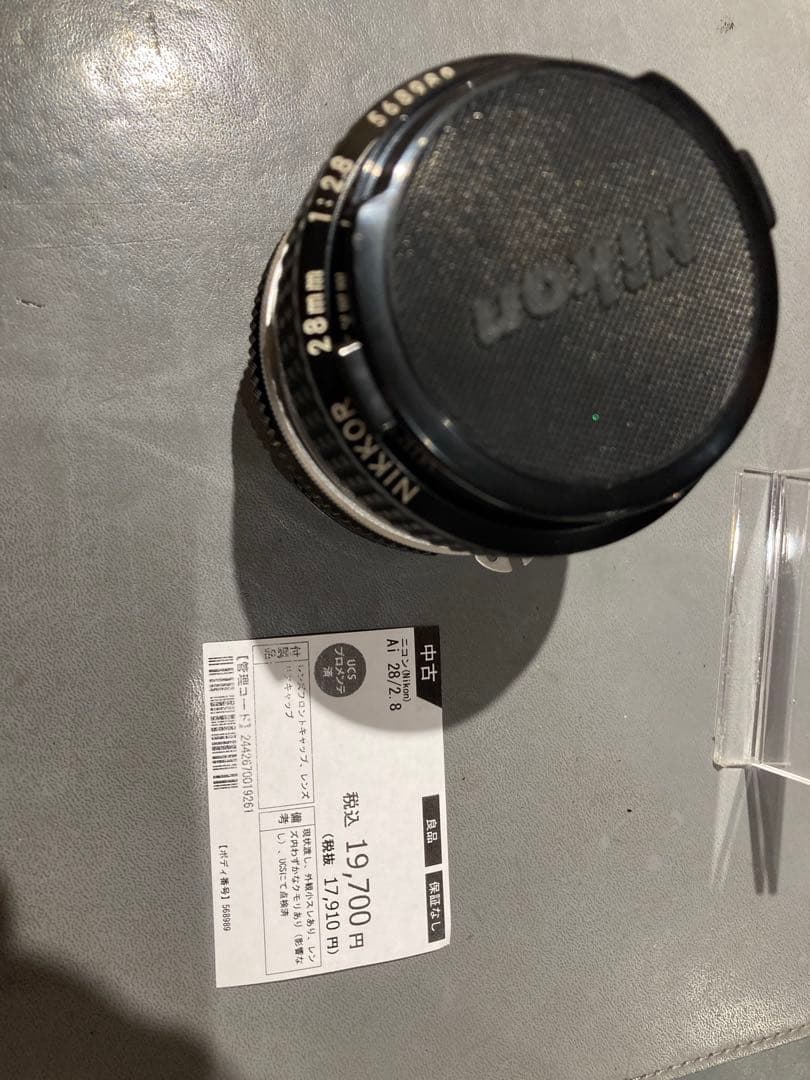 Nikon
NIKKOR 28mm 1:2.8 568989
中古
ニコン(Nikon)
Ai 28/2.8
良品
保証なし
UCS
プロメンテ
済
税込 19,700 円
(税抜 17,910 円)
付属品
レンズフロントキャップ、レンズ
キャップ
備考
現状渡し、外観小スレあり、レン
ズ内わずかなクモリあり（影響な
し）、UCSにて点検済
【管理コード】2442670019261
【ボディ番号】568989